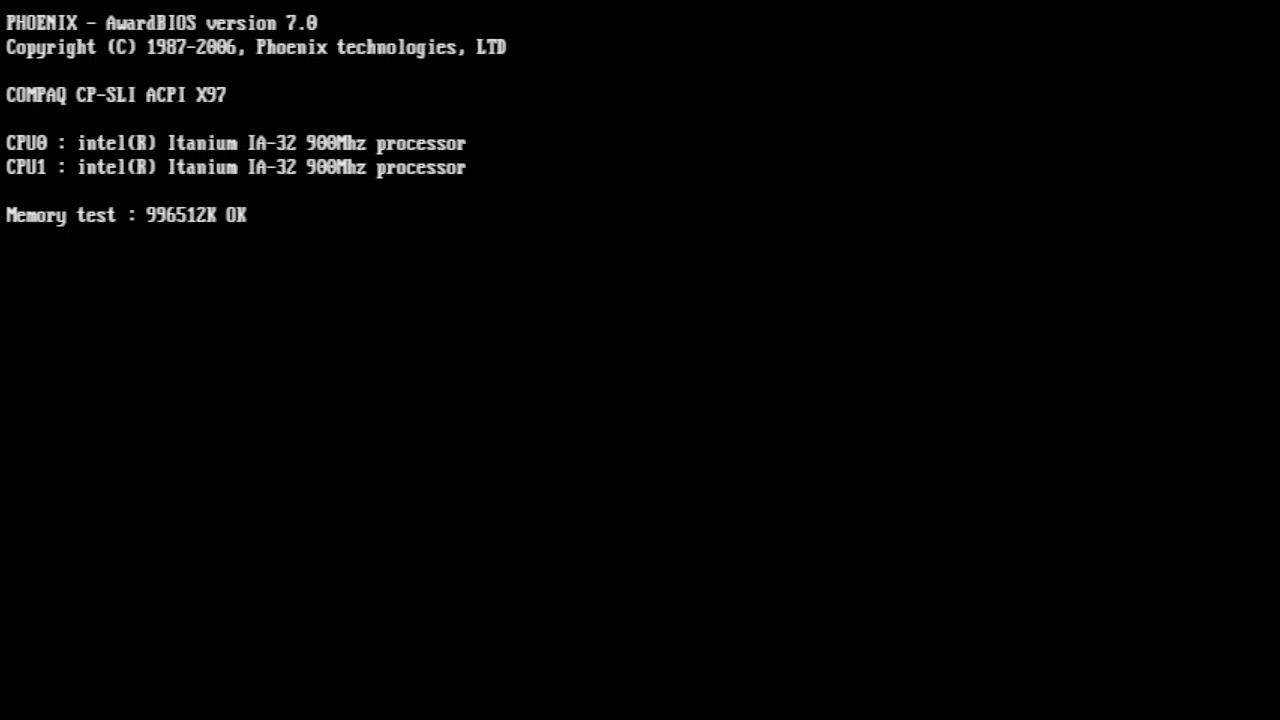 PHOENIX - AwardBIOS version 7.0
Copyright (C) 1987-2006, Phoenix technologies, LTD
COMPAQ CP-SLI ACPI X97
CPU0 : intel(R) Itanium IA-32 900Mhz processor
CPU1 : intel(R) Itanium IA-32 900Mhz processor
Memory test : 996512K OK